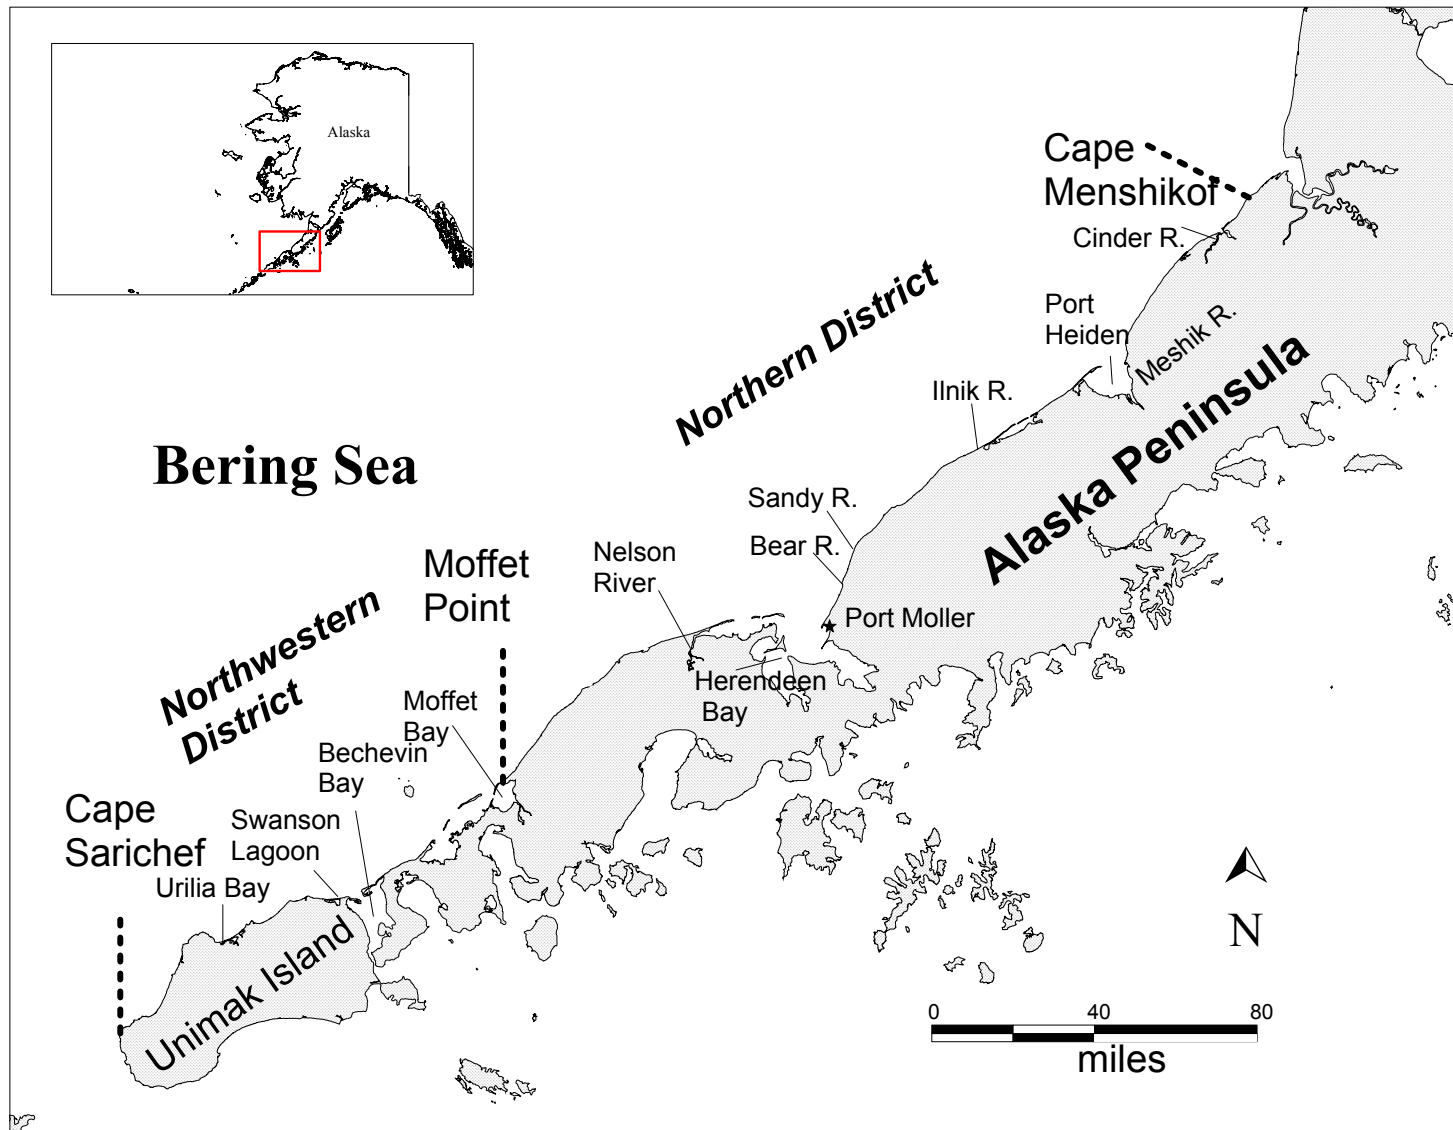 Alaska
Cape
Menshikof
Cinder R.
Port
Heiden
Meshik R.
Northern District
Ilnik R.
Alaska Peninsula
Bering Sea
Sandy R.
Bear R.
Nelson
River
Moffet
Point
Port Moller
Northwestern
District
Herendeen
Bay
Moffet
Bay
Bechevin
Bay
Cape
Sarichef
Swanson
Lagoon
Urilia Bay
Unimak Island
N
0 40 80
miles